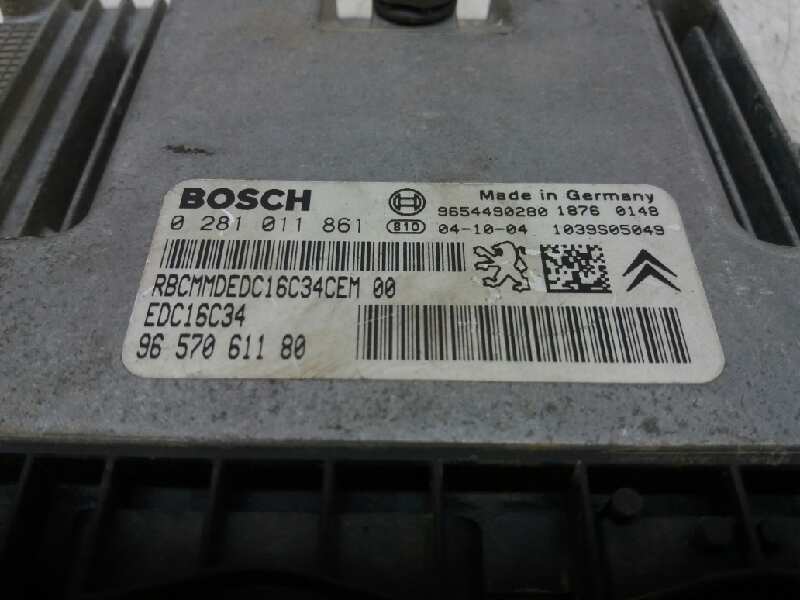 BOSCH
Made in Germany
9654490280 1876 0148
0 281 011 861
810 04-10-04 1039S05049
RBCMMDEDC16C34CEM 00
EDC16C34
96 570 611 80